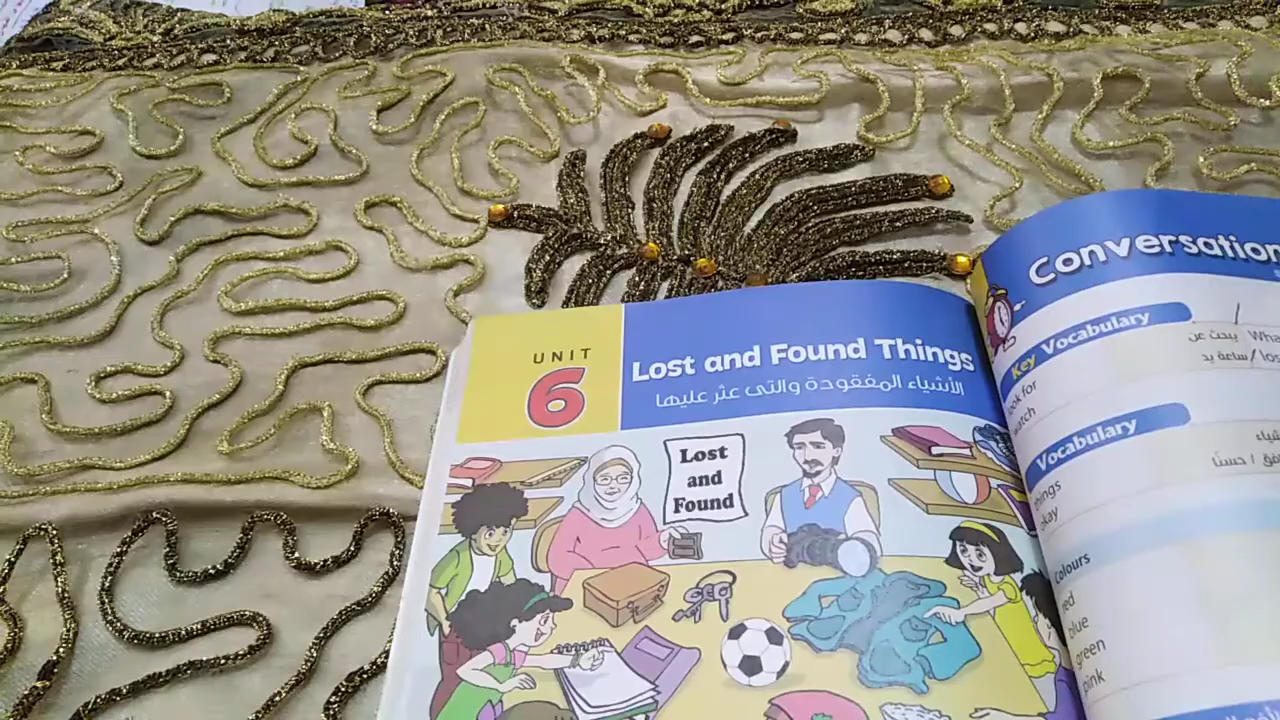 UNIT
6
Lost and Found Things
الأشياء المفقودة والتى عثر عليها
Lost
and
Found
Conversation
Key Vocabulary
look for
يبحث عن
watch
ساعة يد
Vocabulary
things
okay
Colours
red
blue
green
pink